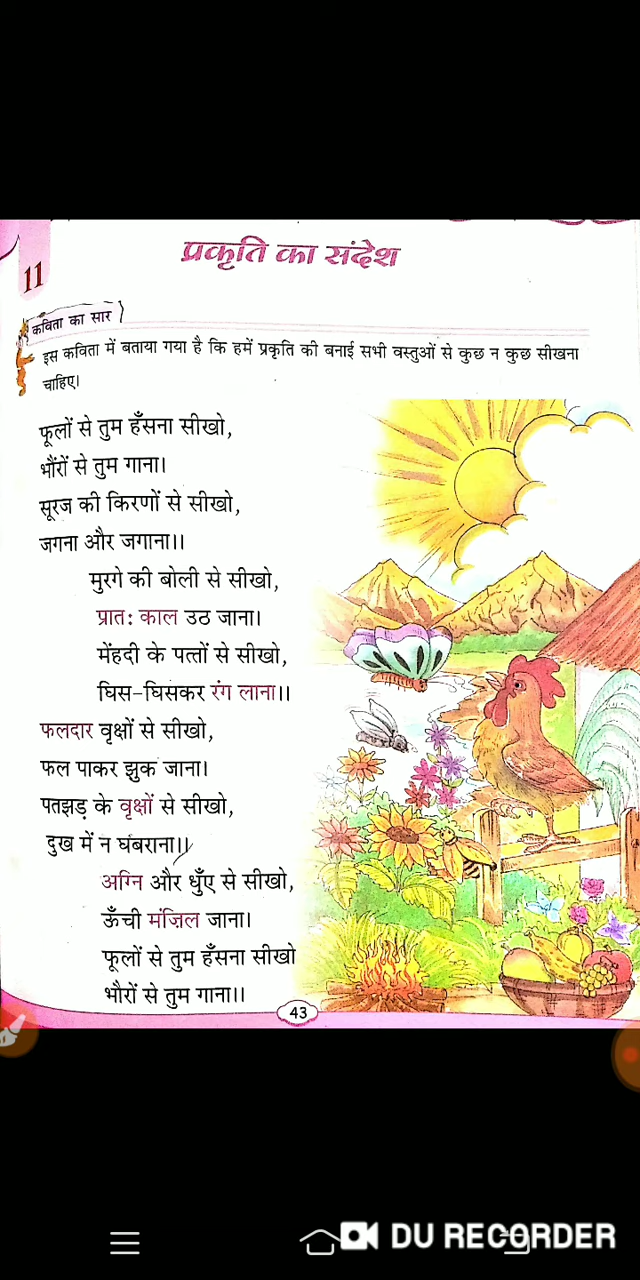 प्रकृति का संदेश
11
कविता का सार
इस कविता में बताया गया है कि हमें प्रकृति की बनाई सभी वस्तुओं से कुछ न कुछ सीखना
चाहिए।
फूलों से तुम हँसना सीखो,
भौंरों से तुम गाना।
सूरज की किरणों से सीखो,
जगना और जगाना।।
मुरगे की बोली से सीखो,
प्रात: काल उठ जाना।
मेंहदी के पत्तों से सीखो,
घिस-घिसकर रंग लाना।।
फलदार वृक्षों से सीखो,
फल पाकर झुक जाना।
पतझड़ के वृक्षों से सीखो,
दुख में न घबराना।।
अग्नि और धुँए से सीखो,
ऊँची मंज़िल जाना।
फूलों से तुम हँसना सीखो
भौरों से तुम गाना।।
43
DU RECORDER